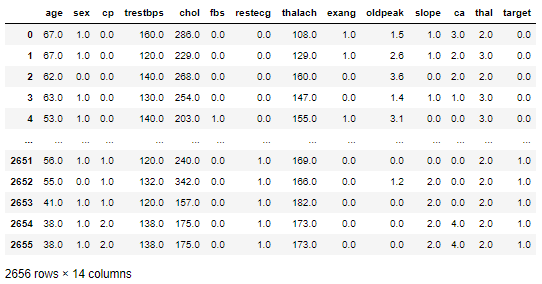 age sex cp trestbps chol fbs restecg thalach exang oldpeak slope ca thal target
0 67.0 1.0 0.0 160.0 286.0 0.0 0.0 108.0 1.0 1.5 1.0 3.0 2.0 0.0
1 67.0 1.0 0.0 120.0 229.0 0.0 0.0 129.0 1.0 2.6 1.0 2.0 3.0 0.0
2 62.0 0.0 0.0 140.0 268.0 0.0 0.0 160.0 0.0 3.6 0.0 2.0 2.0 0.0
3 63.0 1.0 0.0 130.0 254.0 0.0 0.0 147.0 0.0 1.4 1.0 1.0 3.0 0.0
4 53.0 1.0 0.0 140.0 203.0 1.0 0.0 155.0 1.0 3.1 0.0 0.0 3.0 0.0
... ... ... ... ... ... ... ... ... ... ... ... ... ... ...
2651 56.0 1.0 1.0 120.0 240.0 0.0 1.0 169.0 0.0 0.0 0.0 0.0 2.0 1.0
2652 55.0 0.0 1.0 132.0 342.0 0.0 1.0 166.0 0.0 1.2 2.0 0.0 2.0 1.0
2653 41.0 1.0 1.0 120.0 157.0 0.0 1.0 182.0 0.0 0.0 2.0 0.0 2.0 1.0
2654 38.0 1.0 2.0 138.0 175.0 0.0 1.0 173.0 0.0 0.0 2.0 4.0 2.0 1.0
2655 38.0 1.0 2.0 138.0 175.0 0.0 1.0 173.0 0.0 0.0 2.0 4.0 2.0 1.0
2656 rows × 14 columns